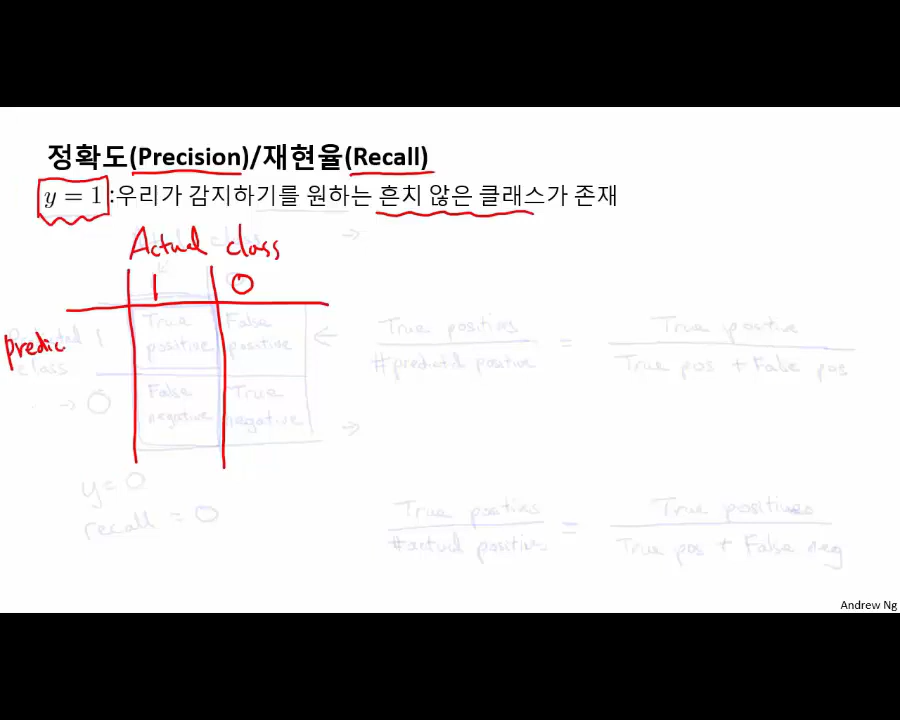 정확도(Precision)/재현율(Recall)
y = 1 :우리가 감지하기를 원하는 흔치 않은 클래스가 존재
Actual class
1 0
Predic
1 True positive False positive
class
0 False negative True negative
True positives / #predicted positive = True positive / True pos + False pos
y = 0
recall = 0
True positives / #actual positives = True positives / True pos + False neg
Andrew Ng